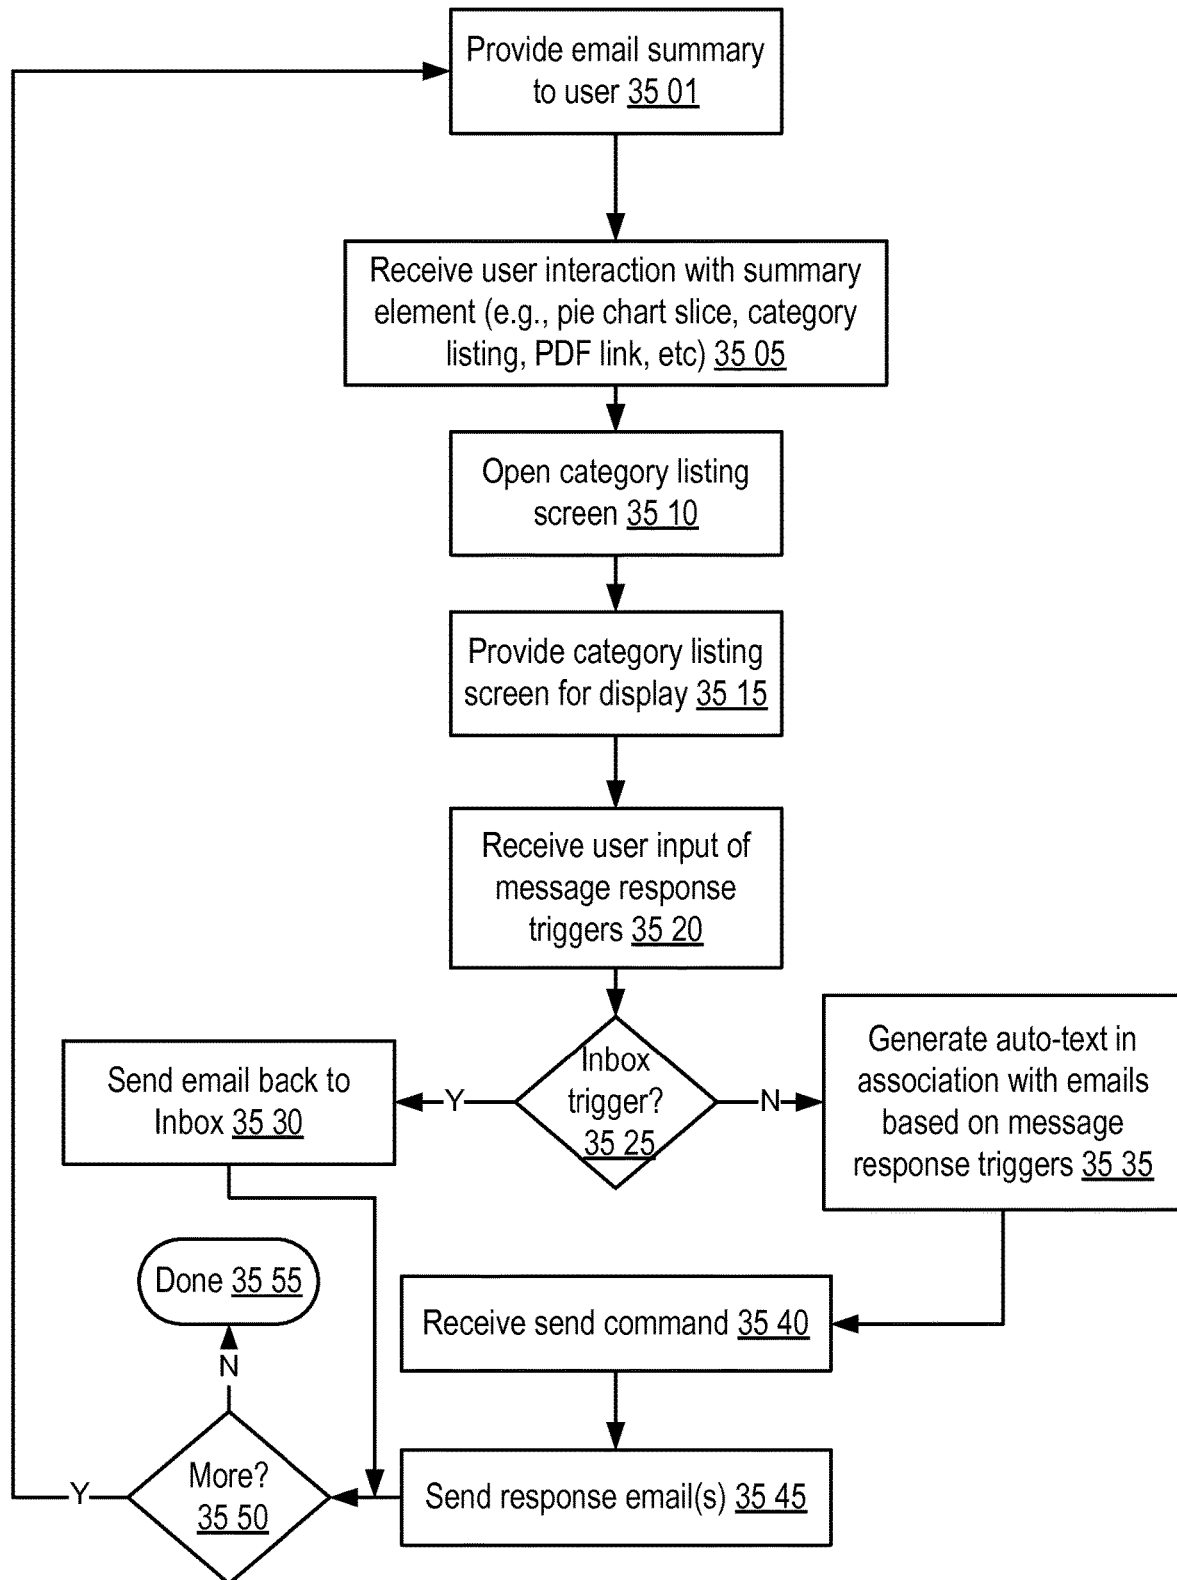 Provide email summary
to user 35 01
Receive user interaction with summary
element (e.g., pie chart slice, category
listing, PDF link, etc) 35 05
Open category listing
screen 35 10
Provide category listing
screen for display 35 15
Receive user input of
message response
triggers 35 20
Inbox
trigger?
35 25
Y
N
Send email back to
Inbox 35 30
Generate auto-text in
association with emails
based on message
response triggers 35 35
Receive send command 35 40
Send response email(s) 35 45
More?
35 50
Y
N
Done 35 55